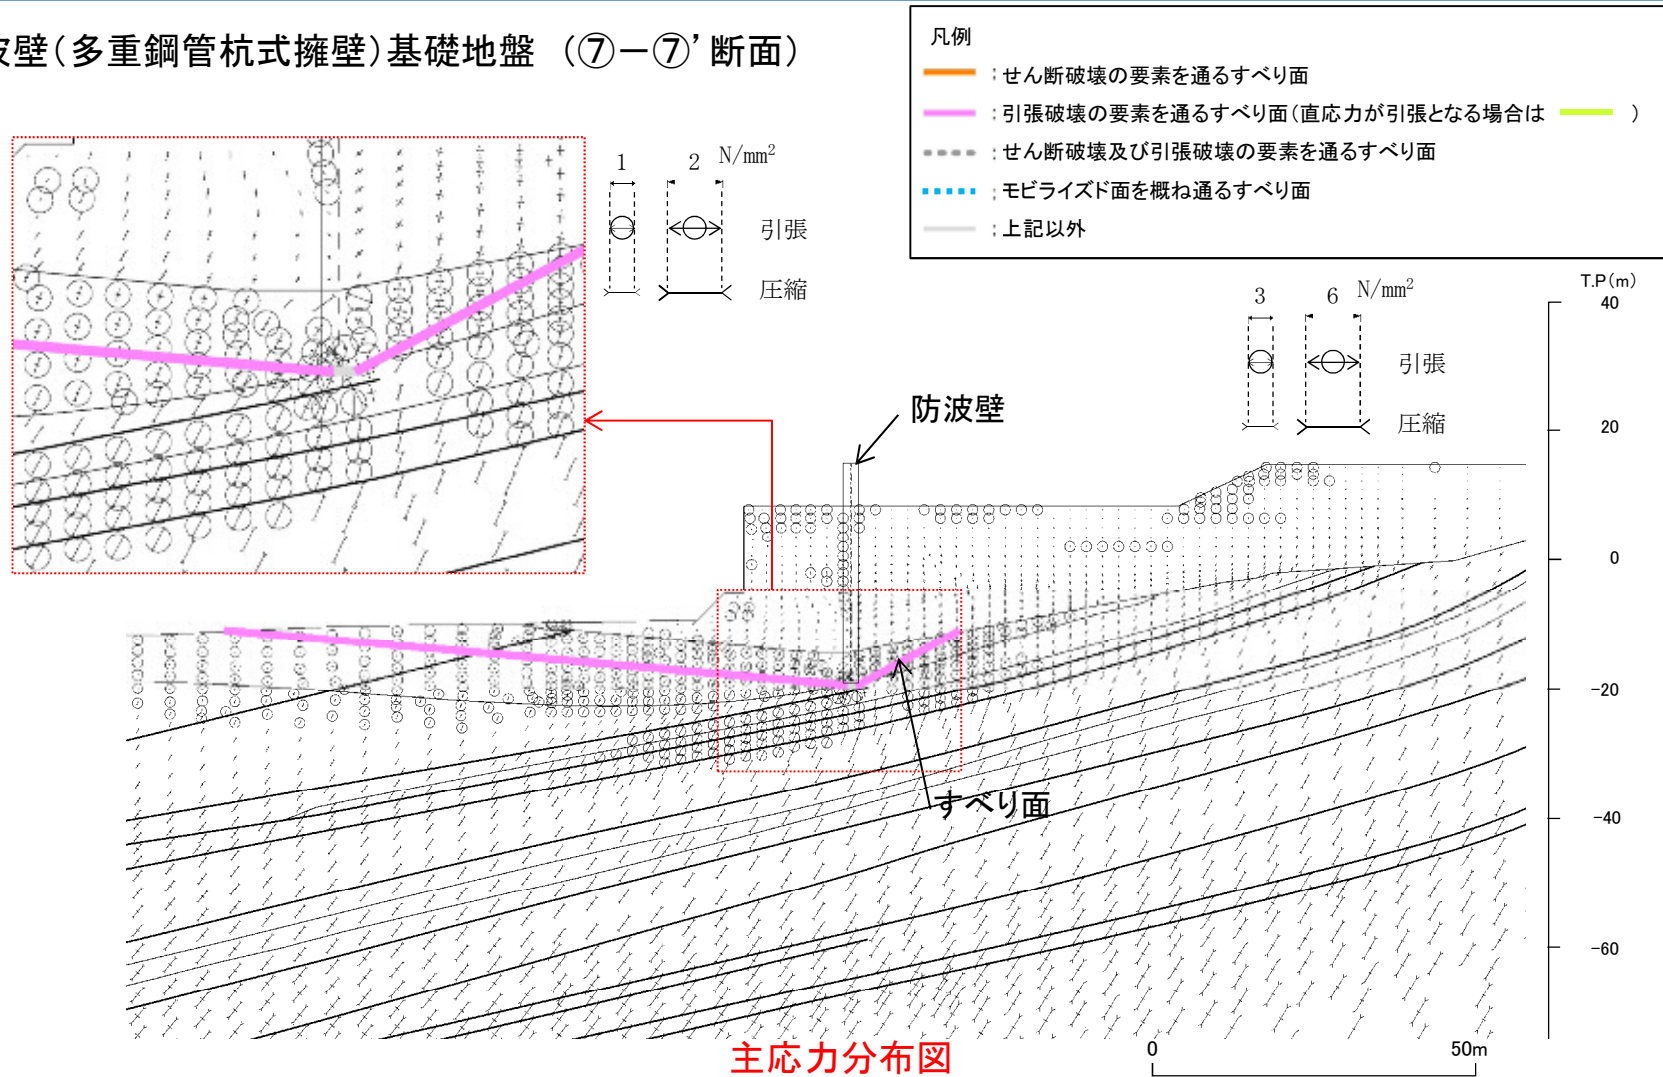 波壁(多重鋼管杭式擁壁)基礎地盤 (⑦ー⑦’断面)
凡例
:せん断破壊の要素を通るすべり面
:引張破壊の要素を通るすべり面(直応力が引張となる場合は )
:せん断破壊及び引張破壊の要素を通るすべり面
:モビライズド面を概ね通るすべり面
:上記以外
1 2 N/mm²
引張
圧縮
3 6 N/mm²
引張
圧縮
T.P(m)
40
20
0
-20
-40
-60
防波壁
すべり面
主応力分布図
0 50m